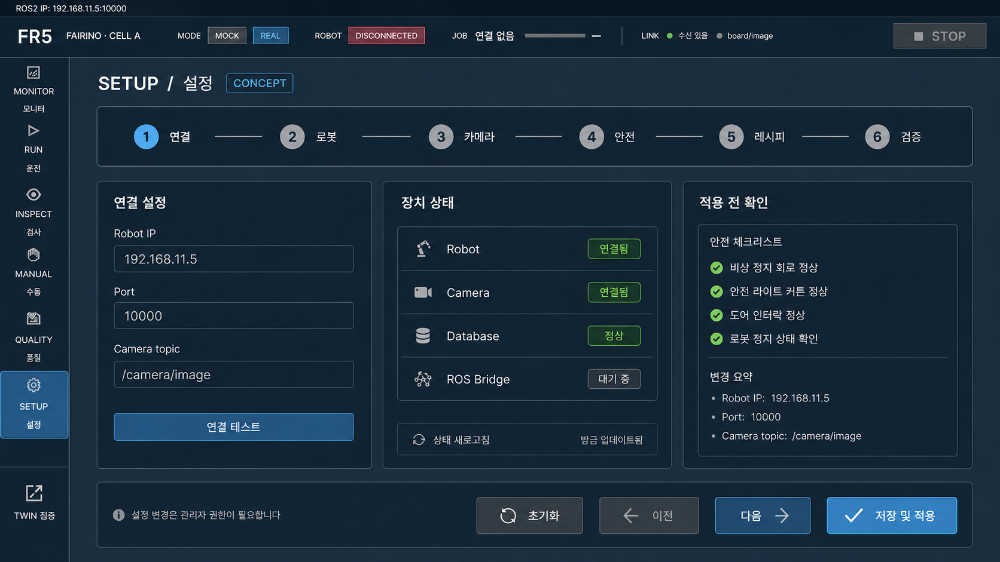 ROS2 IP: 192.168.11.5:10000
FR5 FAIRINO · CELL A MODE MOCK REAL ROBOT DISCONNECTED JOB 연결 없음 — LINK 수신 있음 board/image STOP
MONITOR
모니터
RUN
운전
INSPECT
검사
MANUAL
수동
QUALITY
품질
SETUP
설정
TWIN 짐증
SETUP / 설정 CONCEPT
1 연결 2 로봇 3 카메라 4 안전 5 레시피 6 검증
연결 설정
Robot IP
192.168.11.5
Port
10000
Camera topic
/camera/image
연결 테스트
장치 상태
Robot 연결됨
Camera 연결됨
Database 정상
ROS Bridge 대기 중
상태 새로고침 방금 업데이트됨
적용 전 확인
안전 체크리스트
비상 정지 회로 정상
안전 라이트 커튼 정상
도어 인터락 정상
로봇 정지 상태 확인
변경 요약
• Robot IP: 192.168.11.5
• Port: 10000
• Camera topic: /camera/image
설정 변경은 관리자 권한이 필요합니다
초기화 이전 다음 저장 및 적용